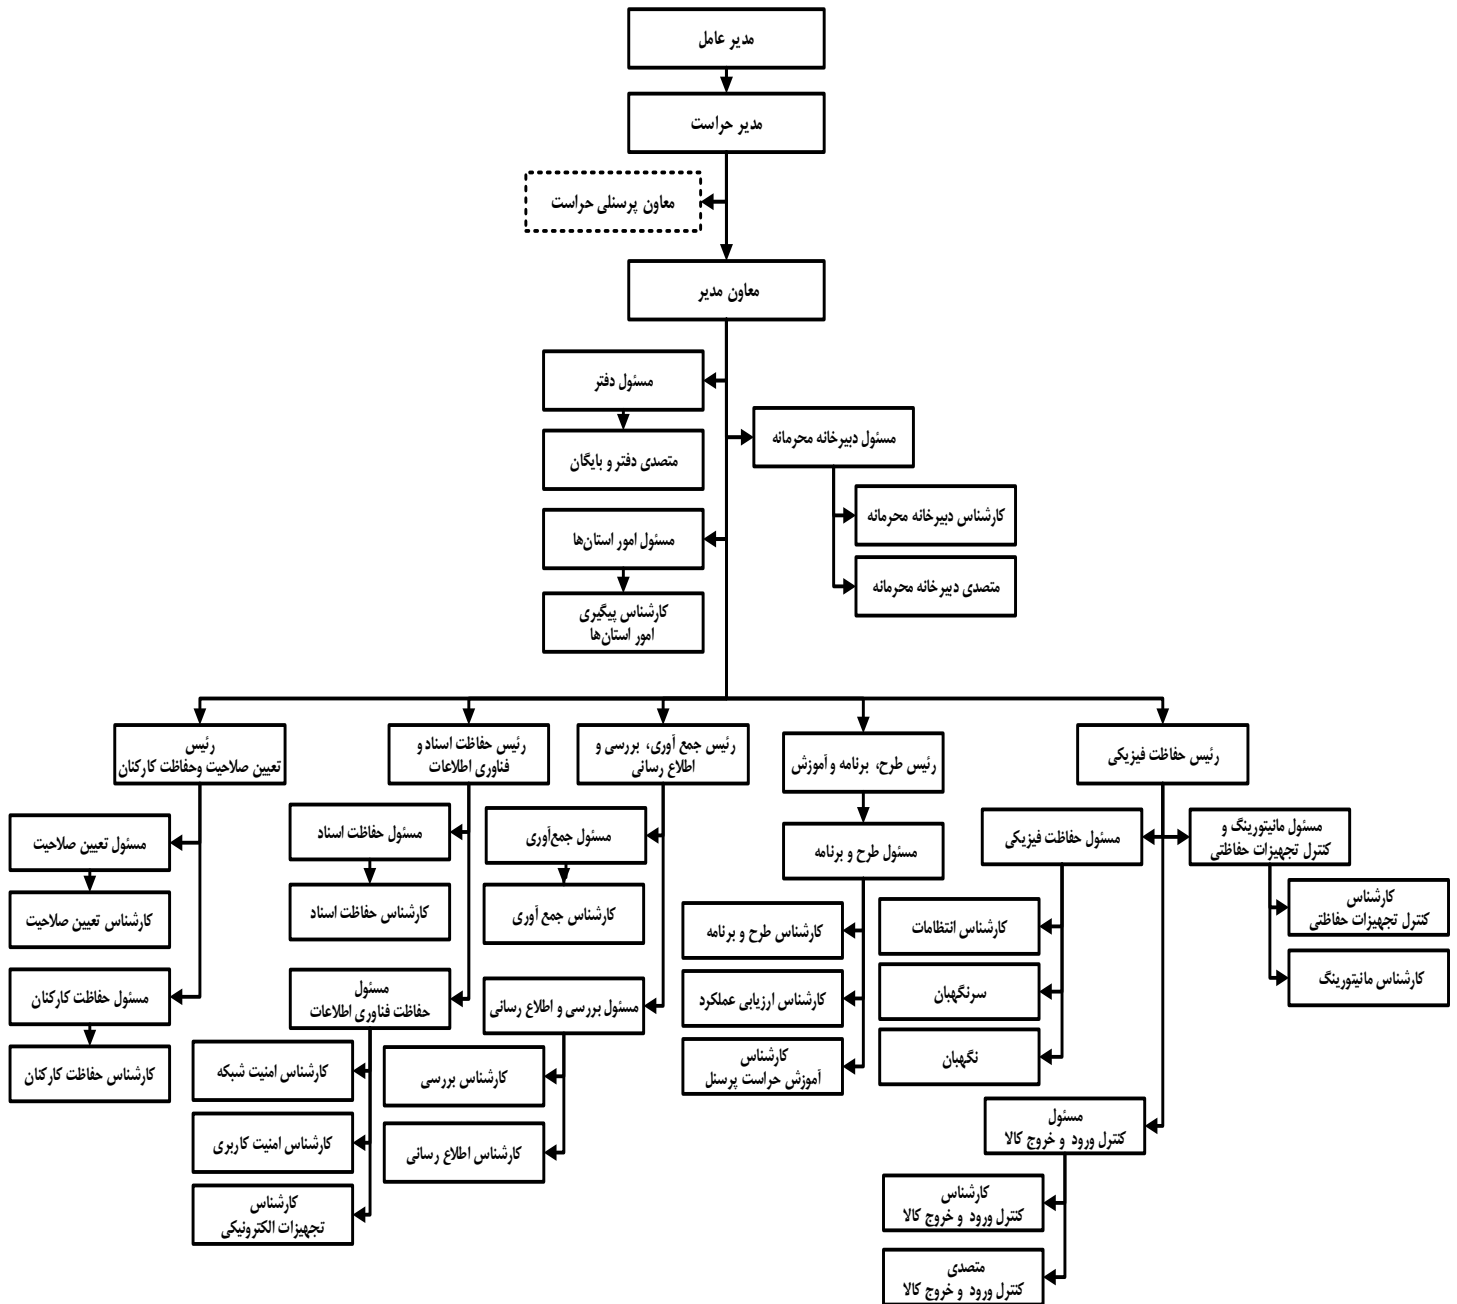 مدیر عامل
مدیر حراست
معاون پرسنلی حراست
معاون مدیر
مسئول دفتر
متصدی دفتر و بایگان
مسئول دبیرخانه محرمانه
کارشناس دبیرخانه محرمانه
متصدی دبیرخانه محرمانه
مسئول امور استان‌ها
کارشناس پیگیری
امور استان‌ها
رئیس حفاظت فیزیکی
مسئول مانیتورینگ و
کنترل تجهیزات حفاظتی
کارشناس
کنترل تجهیزات حفاظتی
کارشناس مانیتورینگ
مسئول حفاظت فیزیکی
کارشناس انتظامات
سرنگهبان
نگهبان
مسئول
کنترل ورود و خروج کالا
کارشناس
کنترل ورود و خروج کالا
متصدی
کنترل ورود و خروج کالا
رئیس طرح، برنامه و آموزش
مسئول طرح و برنامه
کارشناس طرح و برنامه
کارشناس ارزیابی عملکرد
کارشناس
آموزش حراست پرسنل
رئیس جمع آوری، بررسی و
اطلاع رسانی
مسئول جمع‌آوری
کارشناس جمع آوری
مسئول بررسی و اطلاع رسانی
کارشناس بررسی
کارشناس اطلاع رسانی
رئیس حفاظت اسناد و
فناوری اطلاعات
مسئول حفاظت اسناد
کارشناس حفاظت اسناد
مسئول
حفاظت فناوری اطلاعات
کارشناس امنیت شبکه
کارشناس امنیت کاربری
کارشناس
تجهیزات الکترونیکی
رئیس
تعیین صلاحیت وحفاظت کارکنان
مسئول تعیین صلاحیت
کارشناس تعیین صلاحیت
مسئول حفاظت کارکنان
کارشناس حفاظت کارکنان